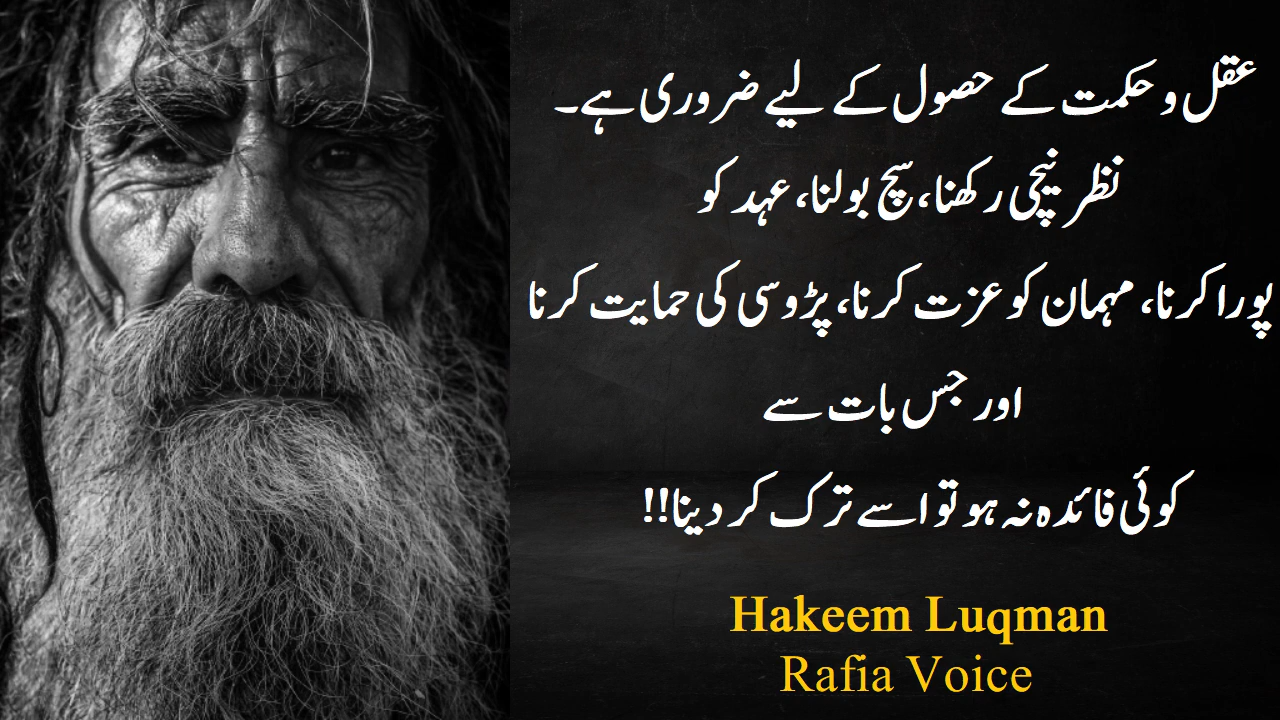 عقل و حکمت کے حصول کے لیے ضروری ہے۔
نظر نیچی رکھنا، سچ بولنا، عہد کو
پورا کرنا، مہمان کو عزت کرنا، پڑوسی کی حمایت کرنا
اور جس بات سے
کوئی فائدہ نہ ہو تو اسے ترک کر دینا!!
Hakeem Luqman
Rafia Voice